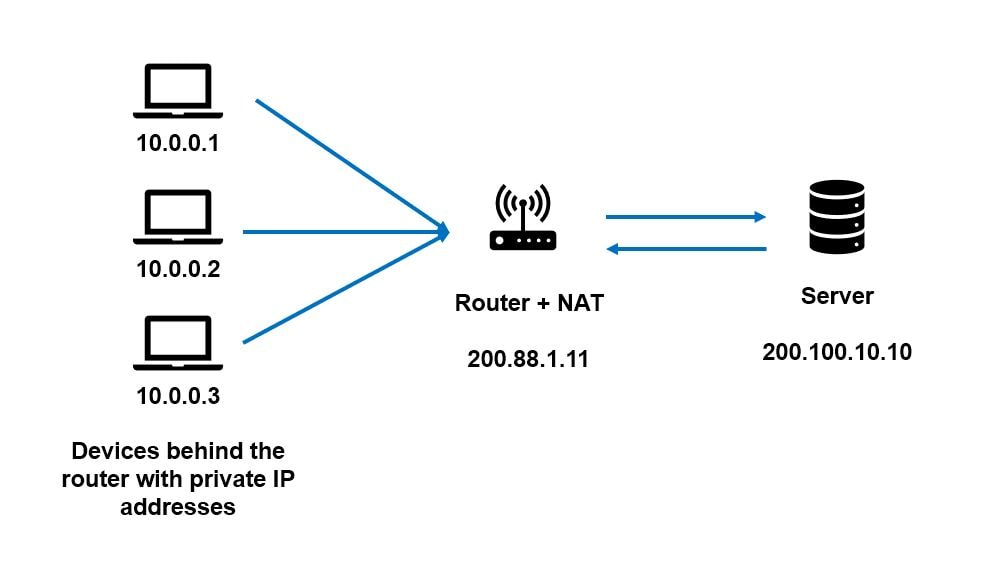 10.0.0.1
10.0.0.2
10.0.0.3
Devices behind the
router with private IP
addresses
Router + NAT
200.88.1.11
Server
200.100.10.10